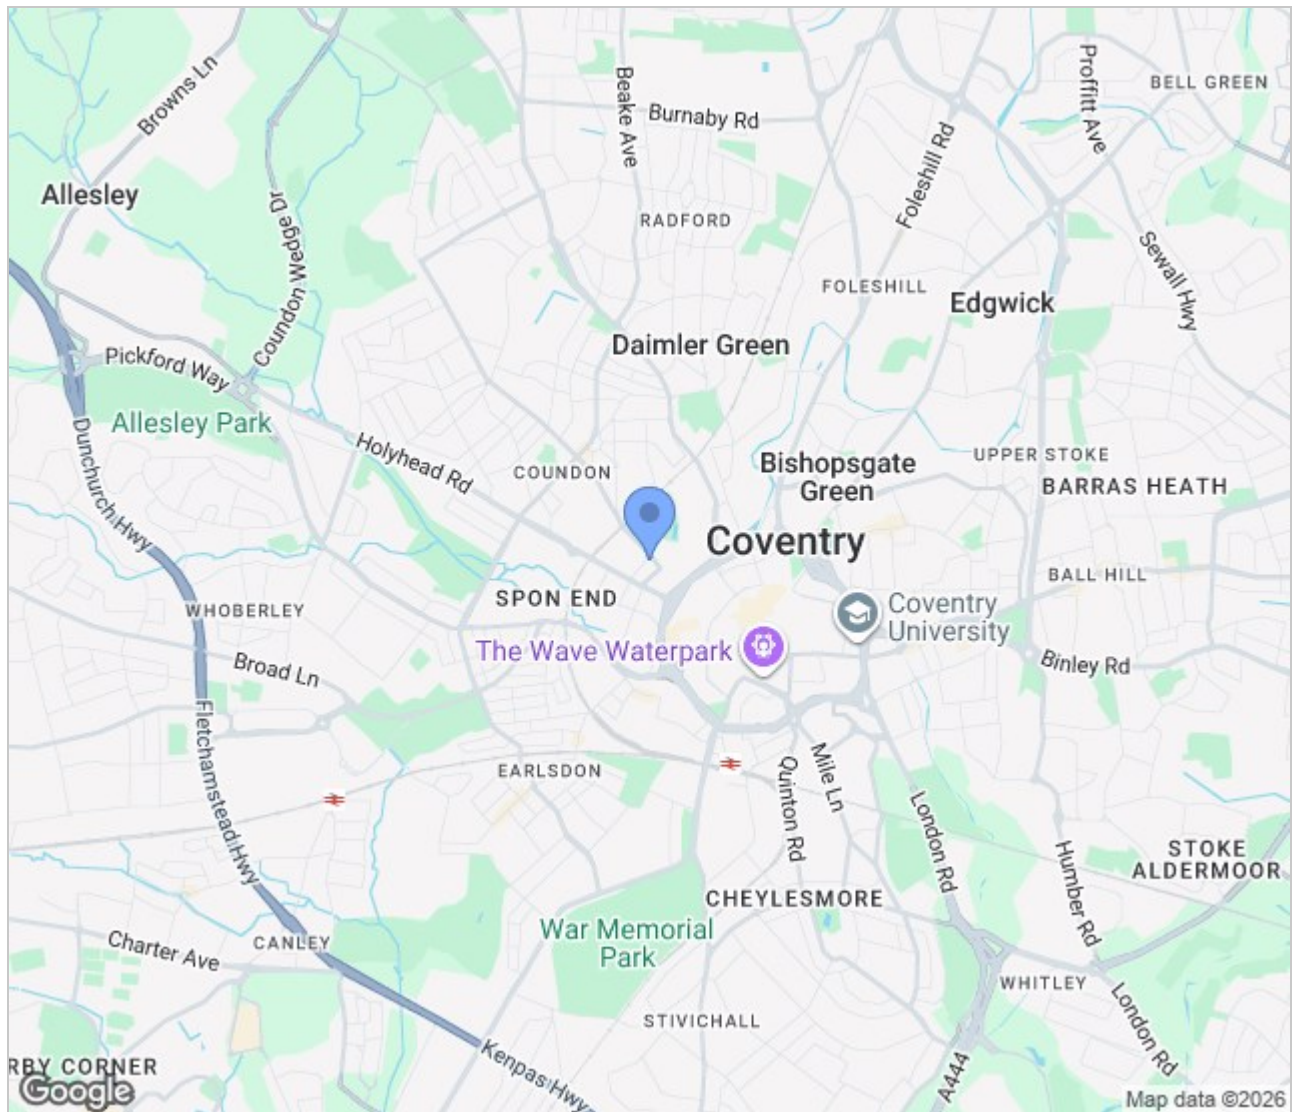 Browns Ln
Beake Ave
Burnaby Rd
Proffitt Ave
BELL GREEN
Foleshill Rd
Allesley
Coundon Wedge Dr
RADFORD
Sewall Hwy
FOLESHILL
Edgwick
Daimler Green
Pickford Way
Allesley Park
Dunchurch Hwy
Holyhead Rd
COUNDON
Bishopsgate
Green
UPPER STOKE
BARRAS HEATH
Coventry
BALL HILL
WHOBERLEY
SPON END
Coventry
University
The Wave Waterpark
Broad Ln
Binley Rd
Fletchamstead Hwy
EARLSDON
Quinton Rd
Mile Ln
London Rd
Humber Rd
STOKE
ALDERMOOR
CHEYLESMORE
War Memorial
Park
Charter Ave
CANLEY
WHITLEY
London Rd
STIVICHALL
Kenpas Hwy
A444
RBY CORNER
Google
Map data ©2026